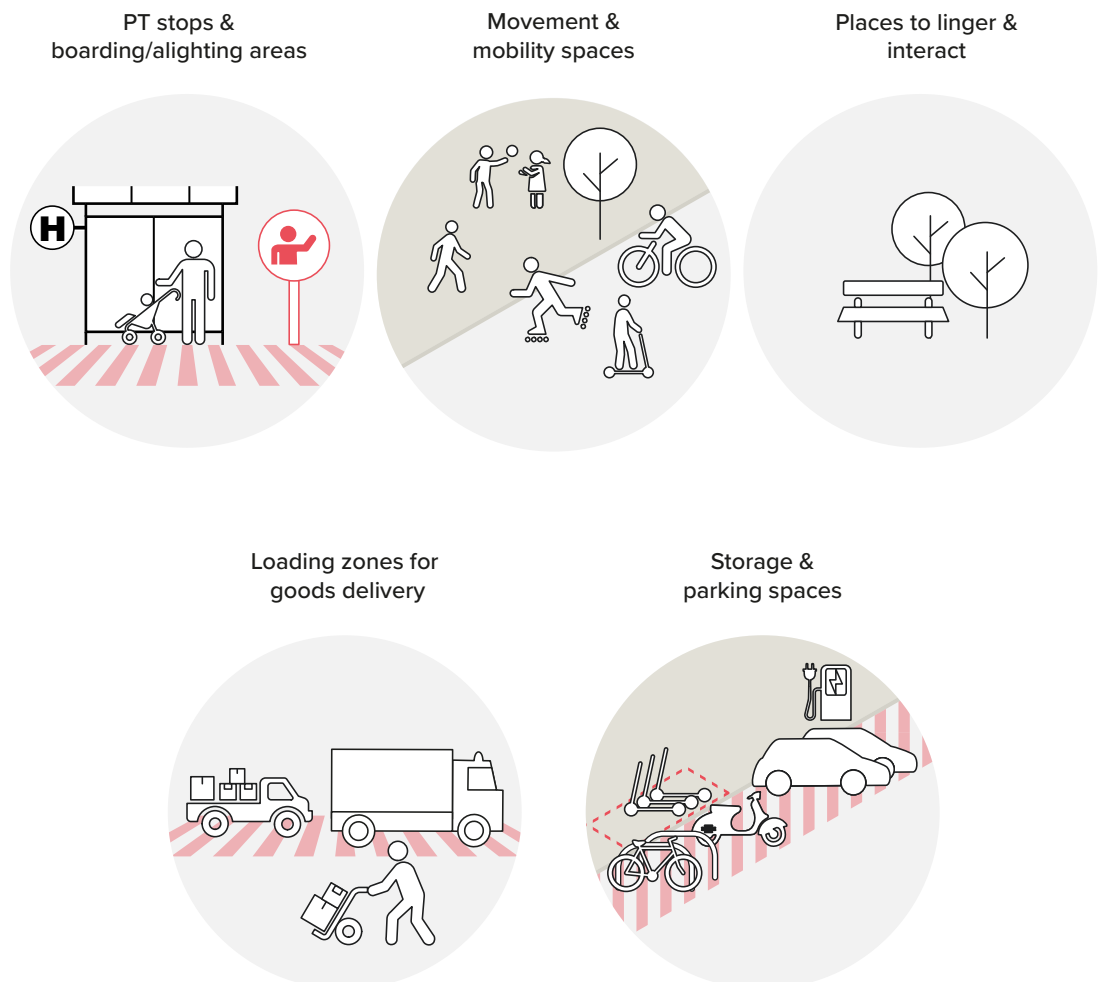 PT stops &
boarding/alighting areas
Movement &
mobility spaces
Places to linger &
interact
H
Loading zones for
goods delivery
Storage &
parking spaces